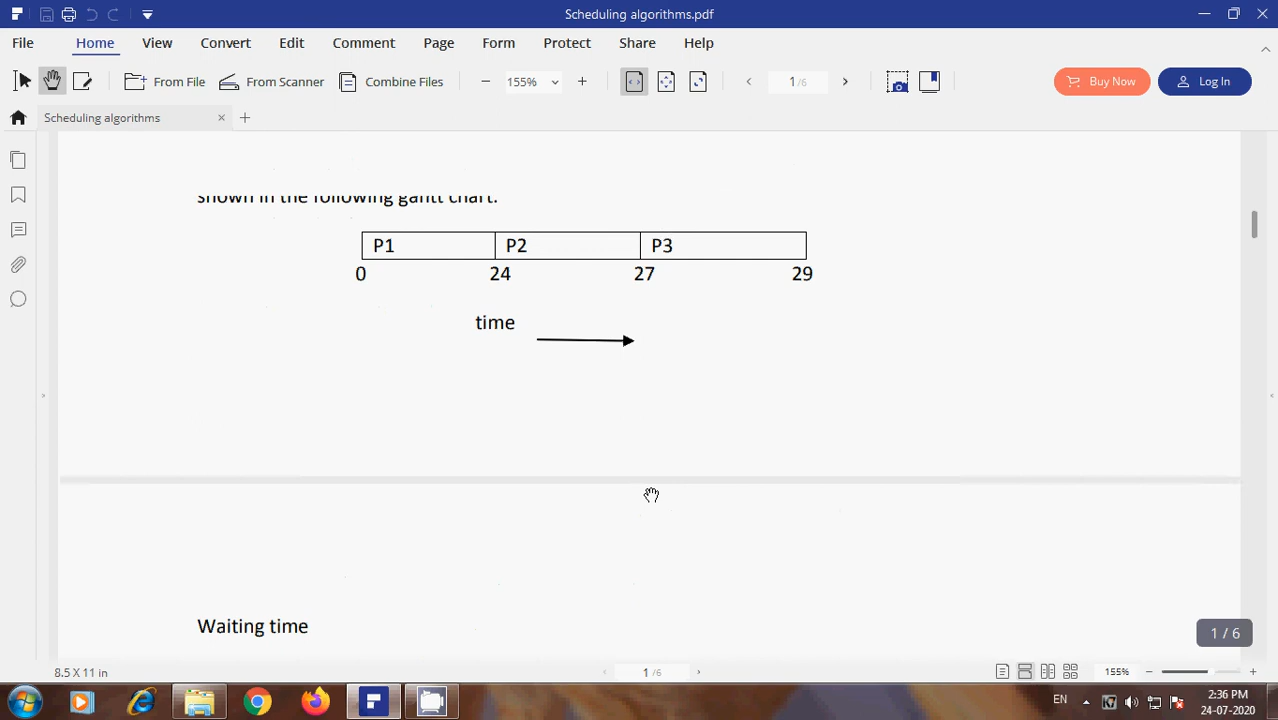 Scheduling algorithms.pdf
File Home View Convert Edit Comment Page Form Protect Share Help
From File From Scanner Combine Files 155% 1/6 Buy Now Log In
Scheduling algorithms
shown in the following gantt chart.
P1 P2 P3
0 24 27 29
time
Waiting time
1 / 6
8.5 X 11 in 1/6 155%
EN 2:36 PM
24-07-2020